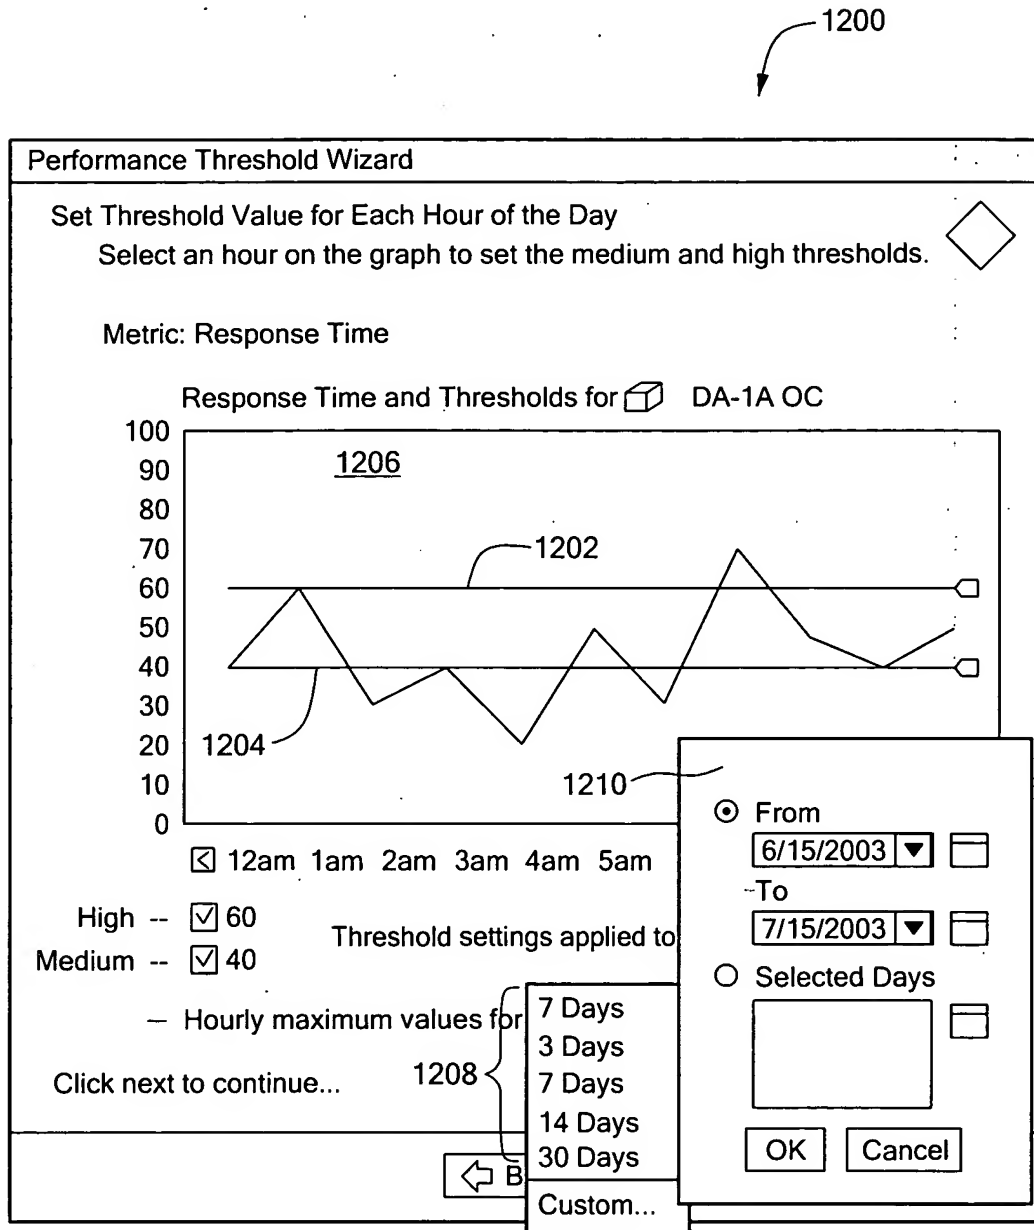 1200
Performance Threshold Wizard
Set Threshold Value for Each Hour of the Day
Select an hour on the graph to set the medium and high thresholds.
Metric: Response Time
Response Time and Thresholds for DA-1A OC
100
90
80
70
60
50
40
30
20
10
0
1206
1202
1204
1210
12am 1am 2am 3am 4am 5am
High -- 60
Medium -- 40
Threshold settings applied to
Hourly maximum values for
Click next to continue...
1208
7 Days
3 Days
7 Days
14 Days
30 Days
Custom...
B
From
6/15/2003
To
7/15/2003
Selected Days
OK Cancel